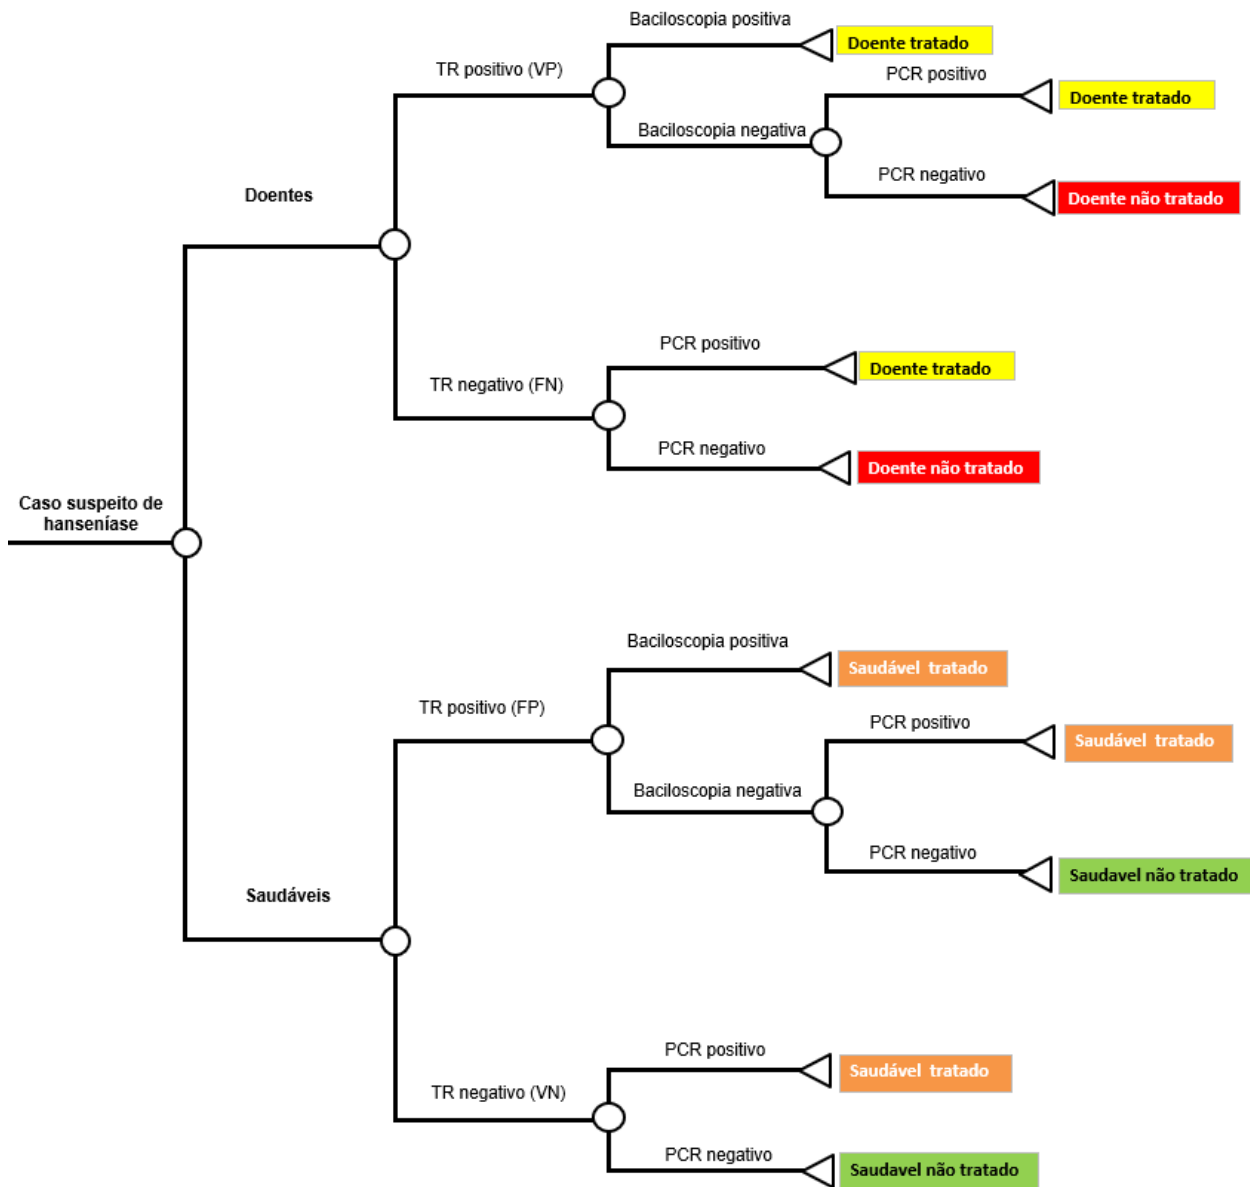 Baciloscopia positiva
Doente tratado
TR positivo (VP)
PCR positivo
Doente tratado
Baciloscopia negativa
PCR negativo
Doente não tratado
Doentes
PCR positivo
Doente tratado
TR negativo (FN)
PCR negativo
Doente não tratado
Caso suspeito de
hanseníase
Baciloscopia positiva
Saudável tratado
TR positivo (FP)
PCR positivo
Saudável tratado
Baciloscopia negativa
PCR negativo
Saudavel não tratado
Saudáveis
PCR positivo
Saudável tratado
TR negativo (VN)
PCR negativo
Saudavel não tratado